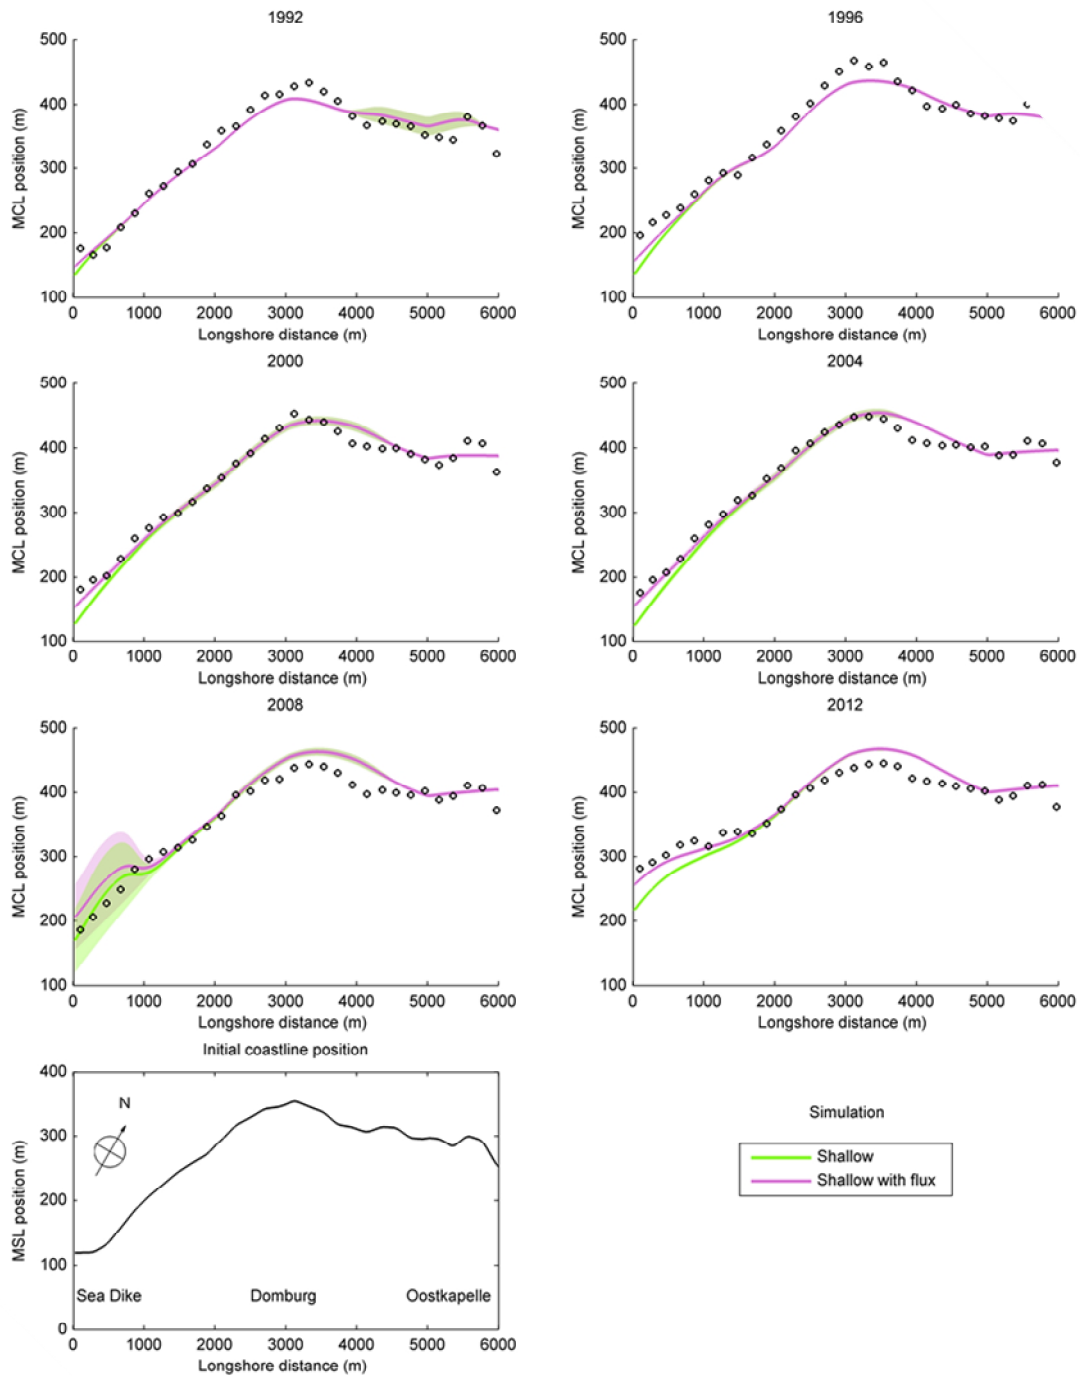 1992
500
400
300
200
100
MCL position (m)
0 1000 2000 3000 4000 5000 6000
Longshore distance (m)
1996
500
400
300
200
100
MCL position (m)
0 1000 2000 3000 4000 5000 6000
Longshore distance (m)
2000
500
400
300
200
100
MCL position (m)
0 1000 2000 3000 4000 5000 6000
Longshore distance (m)
2004
500
400
300
200
100
MCL position (m)
0 1000 2000 3000 4000 5000 6000
Longshore distance (m)
2008
500
400
300
200
100
MCL position (m)
0 1000 2000 3000 4000 5000 6000
Longshore distance (m)
2012
500
400
300
200
100
MCL position (m)
0 1000 2000 3000 4000 5000 6000
Longshore distance (m)
Initial coastline position
400
300
200
100
0
MSL position (m)
N
Sea Dike Domburg Oostkapelle
0 1000 2000 3000 4000 5000 6000
Longshore distance (m)
Simulation
Shallow
Shallow with flux